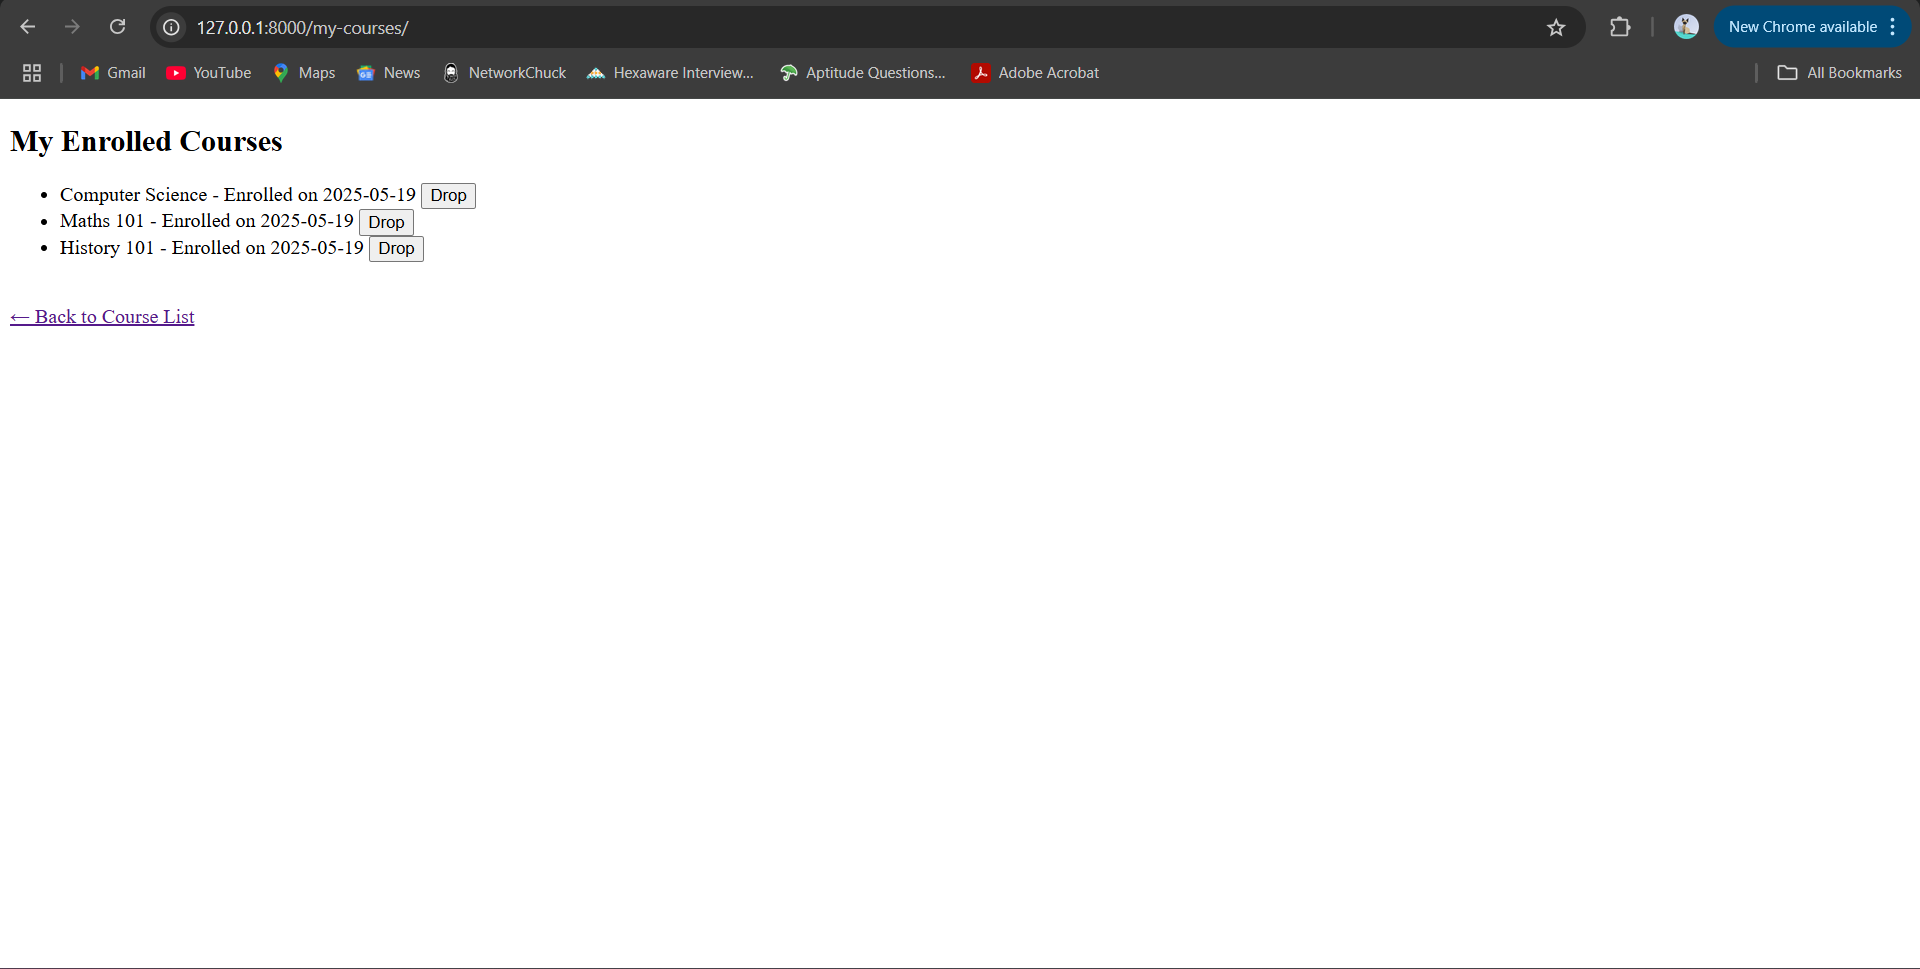 127.0.0.1:8000/my-courses/
New Chrome available
Gmail
YouTube
Maps
News
NetworkChuck
Hexaware Interview...
Aptitude Questions...
Adobe Acrobat
All Bookmarks
My Enrolled Courses
• Computer Science - Enrolled on 2025-05-19 Drop
• Maths 101 - Enrolled on 2025-05-19 Drop
• History 101 - Enrolled on 2025-05-19 Drop
← Back to Course List